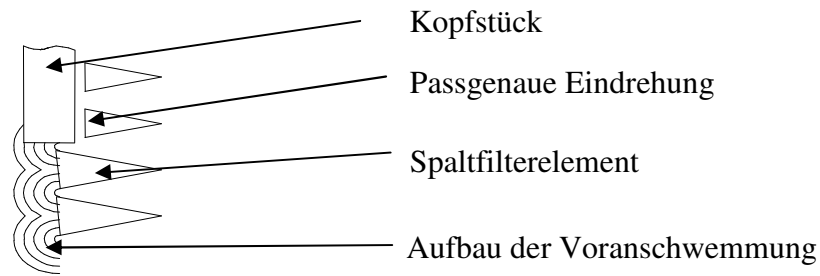 Kopfstück
Passgenaue Eindrehung
Spaltfilterelement
Aufbau der Voranschwemmung